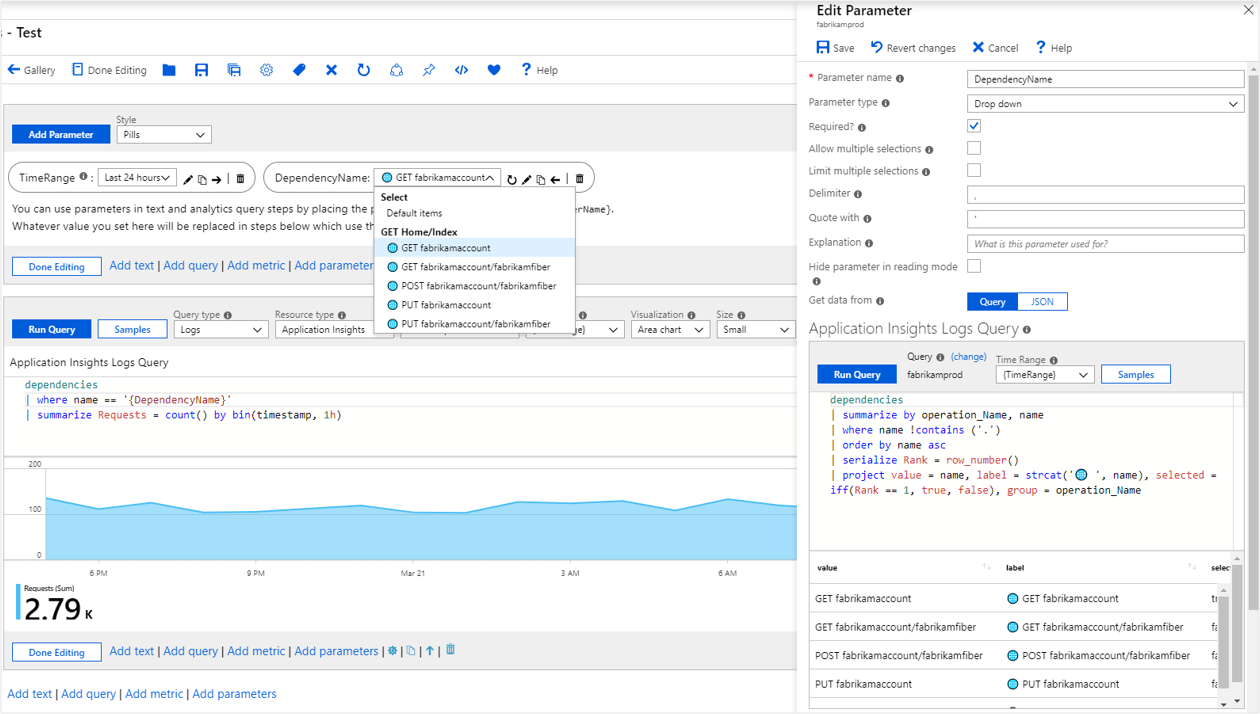 s - Test
Gallery
Done Editing
Help
Add Parameter
Style
Pills
TimeRange : Last 24 hours
DependencyName: GET fabrikamaccount
Select
Default items
GET Home/Index
GET fabrikamaccount
GET fabrikamaccount/fabrikamfiber
POST fabrikamaccount/fabrikamfiber
PUT fabrikamaccount
PUT fabrikamaccount/fabrikamfiber
You can use parameters in text and analytics query steps by placing the p erName}.
Whatever value you set here will be replaced in steps below which use th
Done Editing Add text | Add query | Add metric | Add parameter
Run Query
Samples
Query type
Logs
Resource type
Application Insights
Visualization
Area chart
Size
Small
Application Insights Logs Query
dependencies
| where name == '{DependencyName}'
| summarize Requests = count() by bin(timestamp, 1h)
200
100
0
6 PM 9 PM Mar 21 3 AM 6 AM
Requests (Sum)
2.79 K
Done Editing Add text | Add query | Add metric | Add parameters | | | |
Add text | Add query | Add metric | Add parameters
Edit Parameter
fabrikamprod
Save Revert changes Cancel ? Help
* Parameter name DependencyName
Parameter type Drop down
Required?
Allow multiple selections
Limit multiple selections
Delimiter ,
Quote with '
Explanation What is this parameter used for?
Hide parameter in reading mode
Get data from Query JSON
Application Insights Logs Query
Run Query
Query (change)
fabrikamprod
Time Range
{TimeRange}
Samples
dependencies
| summarize by operation_Name, name
| where name !contains ('.')
| order by name asc
| serialize Rank = row_number()
| project value = name, label = strcat('🌐 ', name), selected =
iff(Rank == 1, true, false), group = operation_Name
value label selec
GET fabrikamaccount GET fabrikamaccount
GET fabrikamaccount/fabrikamfiber GET fabrikamaccount/fabrikamfiber
POST fabrikamaccount/fabrikamfiber POST fabrikamaccount/fabrikamfiber
PUT fabrikamaccount PUT fabrikamaccount